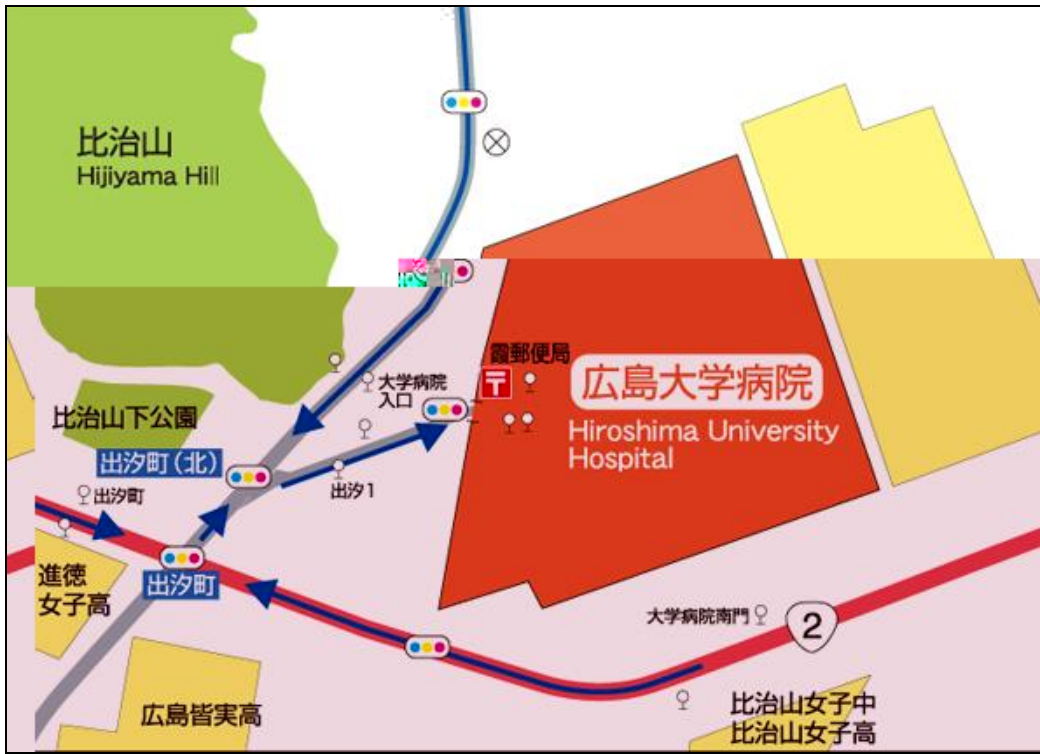 比治山
Hijiyama Hill
霞郵便局
〒
大学病院
入口
広島大学病院
Hiroshima University
Hospital
比治山下公園
出汐町(北)
出汐1
出汐町
出汐町
進徳
女子高
大学病院南門
2
広島皆実高
比治山女子中
比治山女子高